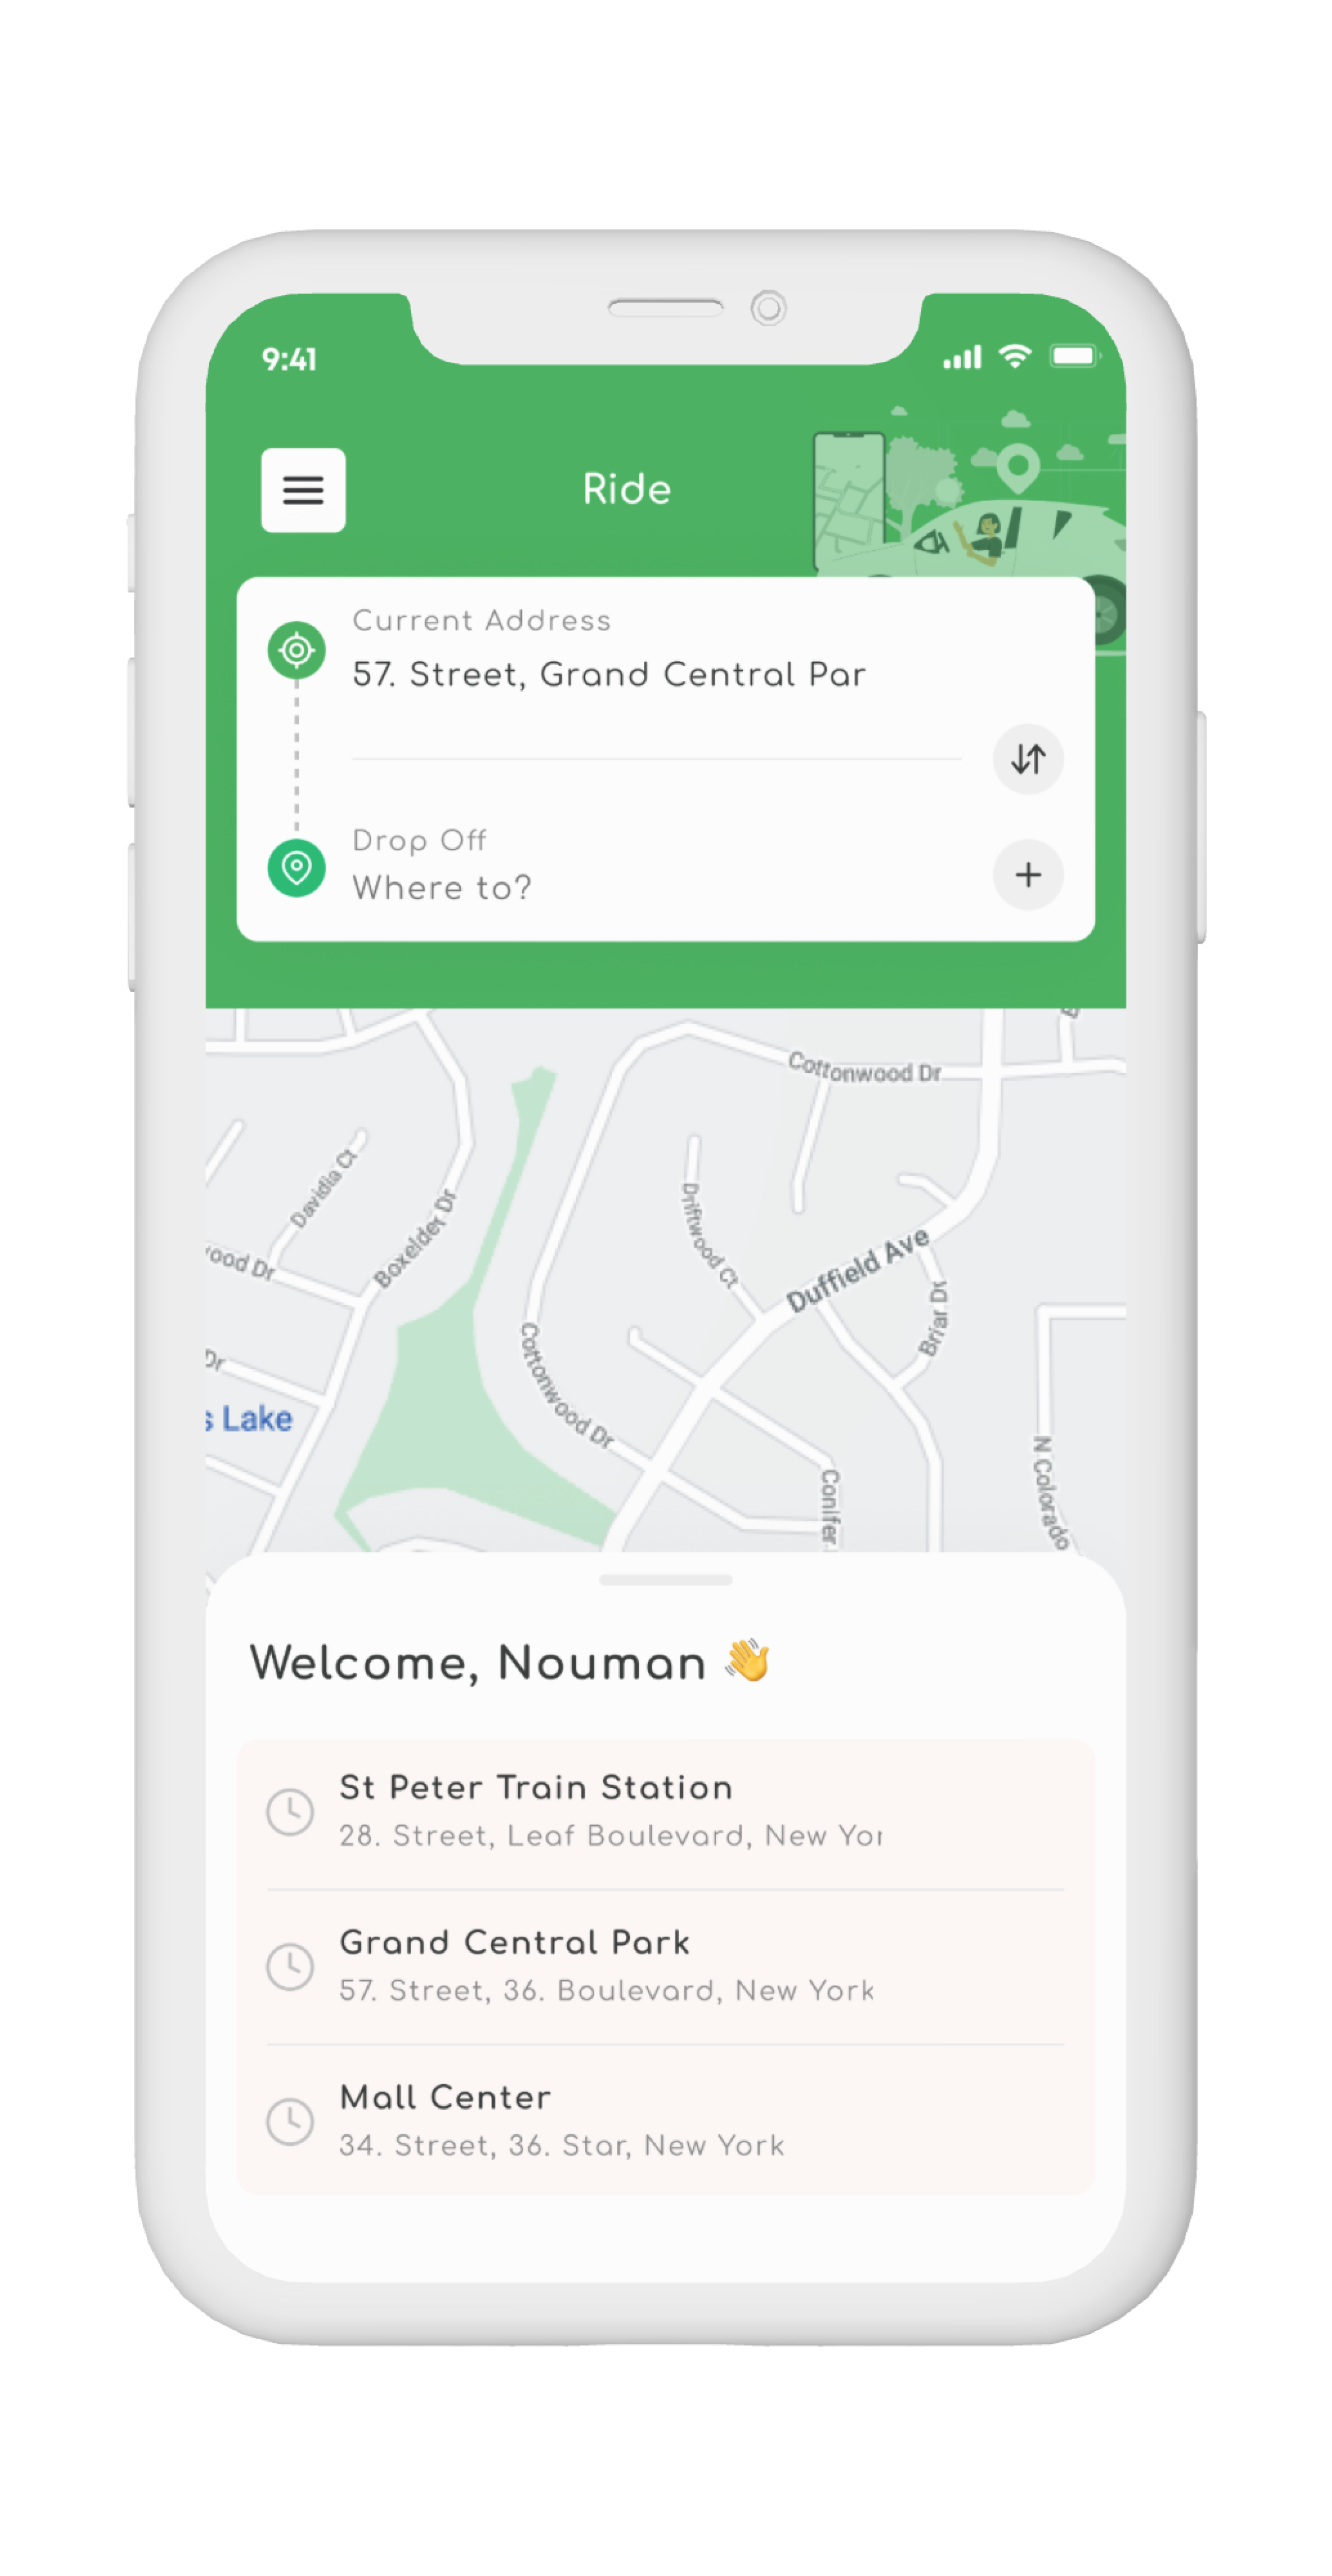 9:41
Ride
Current Address
57. Street, Grand Central Par
Drop Off
Where to?
Cottonwood Dr
Davidia Ct
Boxelder Dr
Driftwood Ct
Duffield Ave
ood Dr
Briar Dr
Cottonwood Dr
Dr
s Lake
N Colorado
Conifer
Welcome, Nouman 👋
St Peter Train Station
28. Street, Leaf Boulevard, New Yor
Grand Central Park
57. Street, 36. Boulevard, New York
Mall Center
34. Street, 36. Star, New York